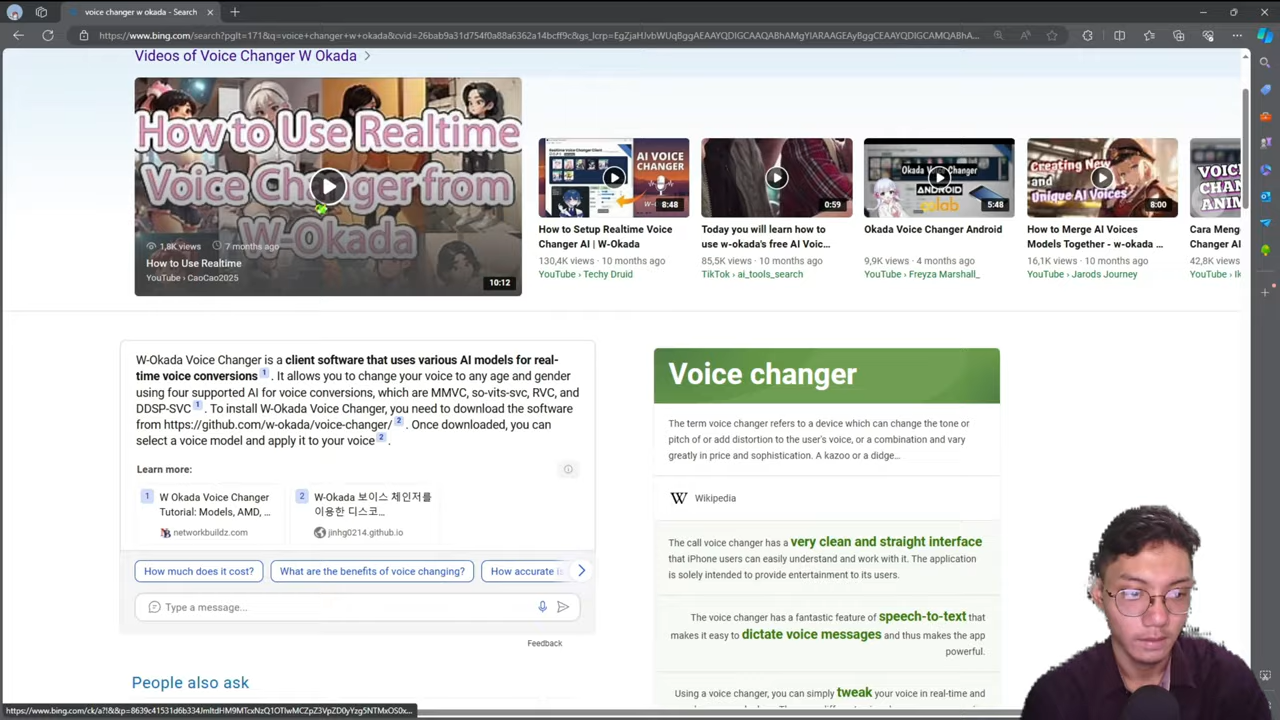 voice changer w okada - Search
https://www.bing.com/search?pglt=171&q=voice+changer+w+okada&cvid=26bab9a31d754f0a88a6362a14bcff9c&gs_lcrp=EgZjaHJvbWUqBggAEAAYQDIGCAAQABhAMgYIARAAGEAyBggCEAAYQDIGCAMQABhA...
Videos of Voice Changer W Okada
How to Use Realtime
Voice Changer from
W-Okada
1,8K views · 7 months ago
How to Use Realtime
YouTube › CaoCao2025
10:12
AI VOICE
CHANGER
8:48
How to Setup Realtime Voice
Changer AI | W-Okada
130,4K views · 10 months ago
YouTube › Techy Druid
0:59
Today you will learn how to
use w-okada's free AI Voic...
85,5K views · 10 months ago
TikTok › ai_tools_search
Okada Voice Changer
ANDROID
colab
5:48
Okada Voice Changer Android
9,9K views · 4 months ago
YouTube › Freyza Marshall_
Creating New
and
Unique AI Voices
8:00
How to Merge AI Voices
Models Together - w-okada ...
16,1K views · 10 months ago
YouTube › Jarods Journey
Cara Meng
Changer AI
42,8K views
YouTube › Ik
W-Okada Voice Changer is a client software that uses various AI models for real-
time voice conversions 1 . It allows you to change your voice to any age and gender
using four supported AI for voice conversions, which are MMVC, so-vits-svc, RVC, and
DDSP-SVC 1 . To install W-Okada Voice Changer, you need to download the software
from https://github.com/w-okada/voice-changer/ 2 . Once downloaded, you can
select a voice model and apply it to your voice 2 .
Learn more:
1 W Okada Voice Changer
Tutorial: Models, AMD, ...
networkbuildz.com
2 W-Okada 보이스 체인저를
이용한 디스코...
jinhg0214.github.io
How much does it cost?
What are the benefits of voice changing?
How accurate is
Type a message...
Feedback
People also ask
Voice changer
The term voice changer refers to a device which can change the tone or
pitch of or add distortion to the user's voice, or a combination and vary
greatly in price and sophistication. A kazoo or a didge...
W Wikipedia
The call voice changer has a very clean and straight interface
that iPhone users can easily understand and work with it. The application
is solely intended to provide entertainment to its users.
The voice changer has a fantastic feature of speech-to-text that
makes it easy to dictate voice messages and thus makes the app
powerful.
Using a voice changer, you can simply tweak your voice in real-time and